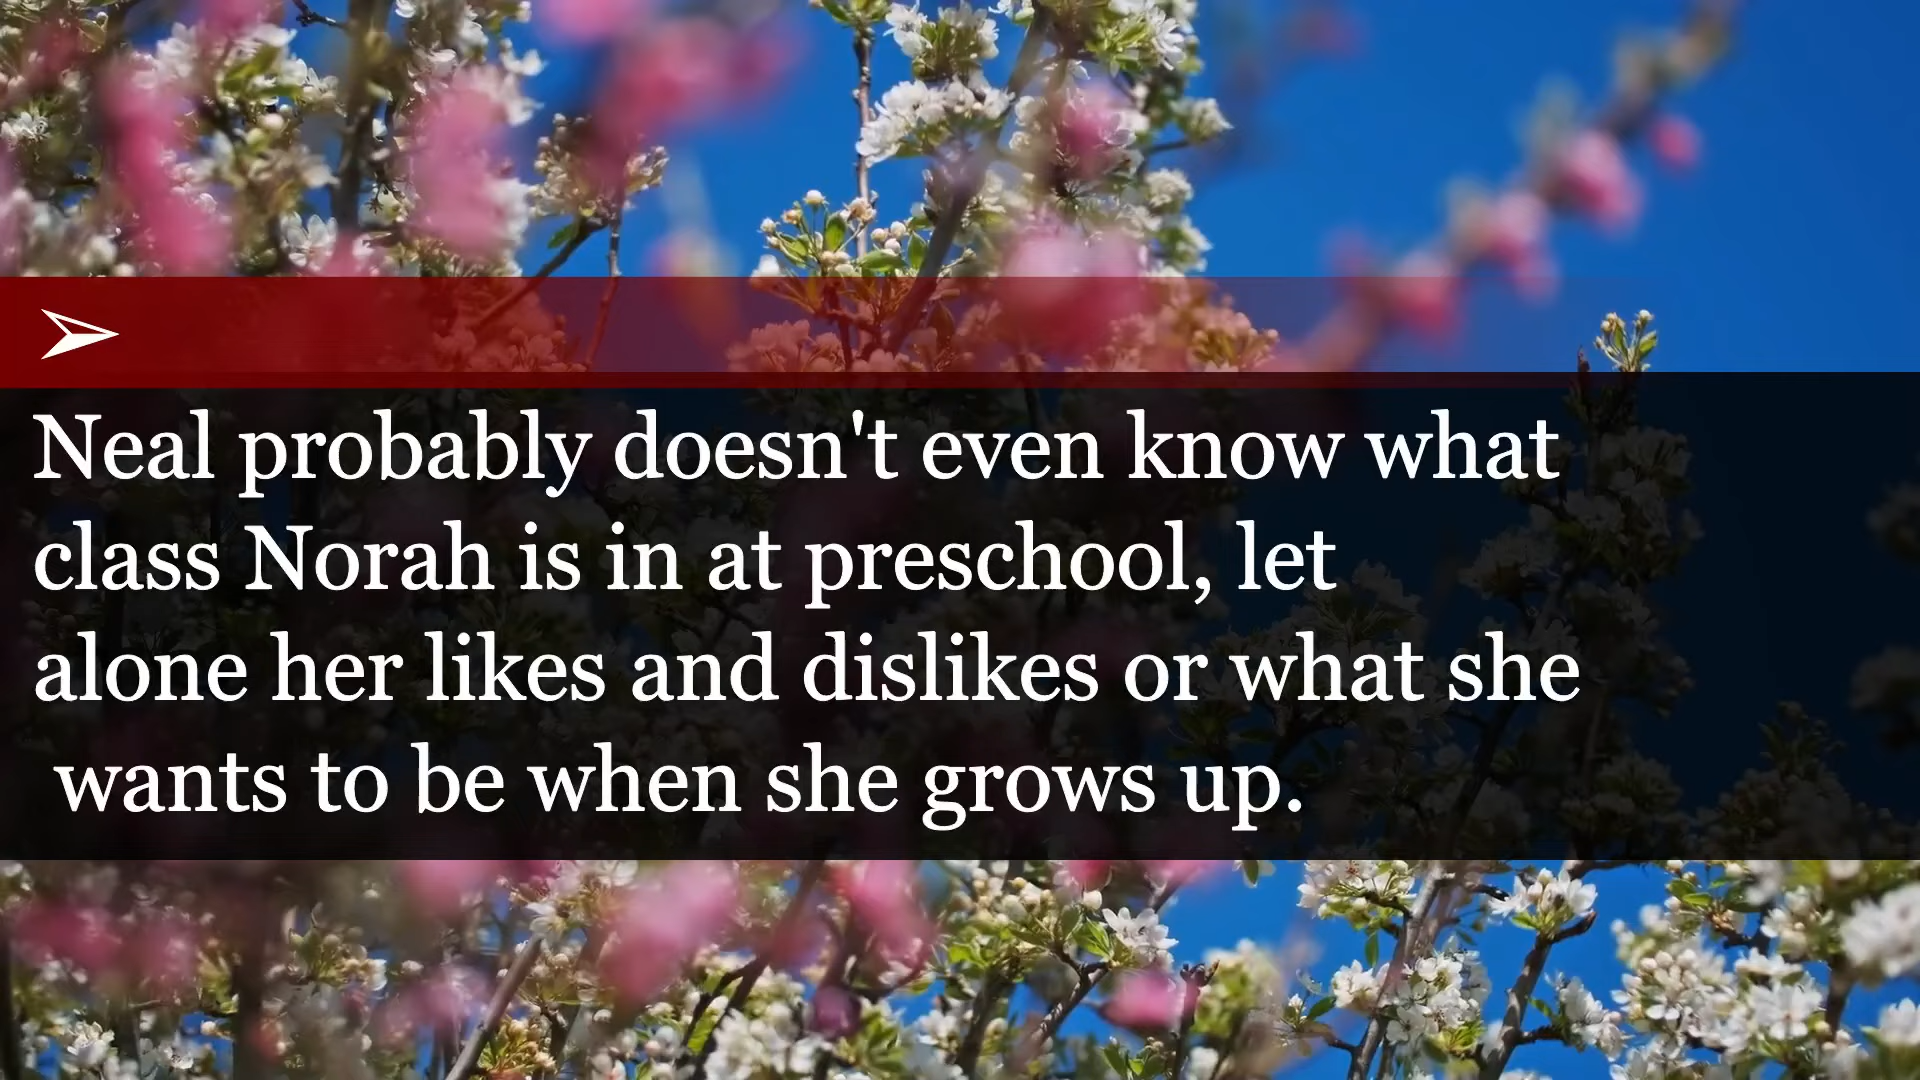 ➢
Neal probably doesn't even know what
class Norah is in at preschool, let
alone her likes and dislikes or what she
wants to be when she grows up.